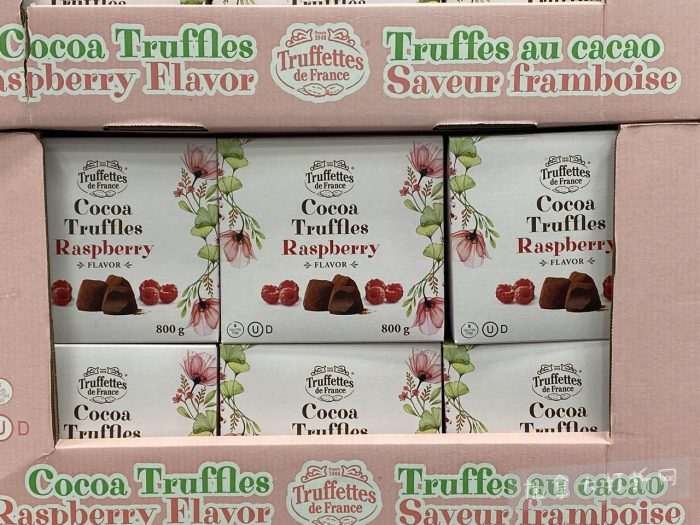 Cocoa Truffles
Raspberry Flavor
Truffettes
de France
Truffes au cacao
Saveur framboise
Truffettes
de France
Cocoa
Truffles
Raspberry
FLAVOR
800 g
Truffettes
de France
Cocoa
Truffles
Raspberry
FLAVOR
U D
800 g
Truffettes
de France
Cocoa
Truffles
Raspberry
FLAVOR
U D
Truffettes
de France
Cocoa
Truffles
Truffettes
de France
Cocoa
Truffles
Truffettes
de France
Cocoa
Truffles
U D
Cocoa Truffles
Raspberry Flavor
Truffettes
de France
Truffes au cacao
Saveur framboise